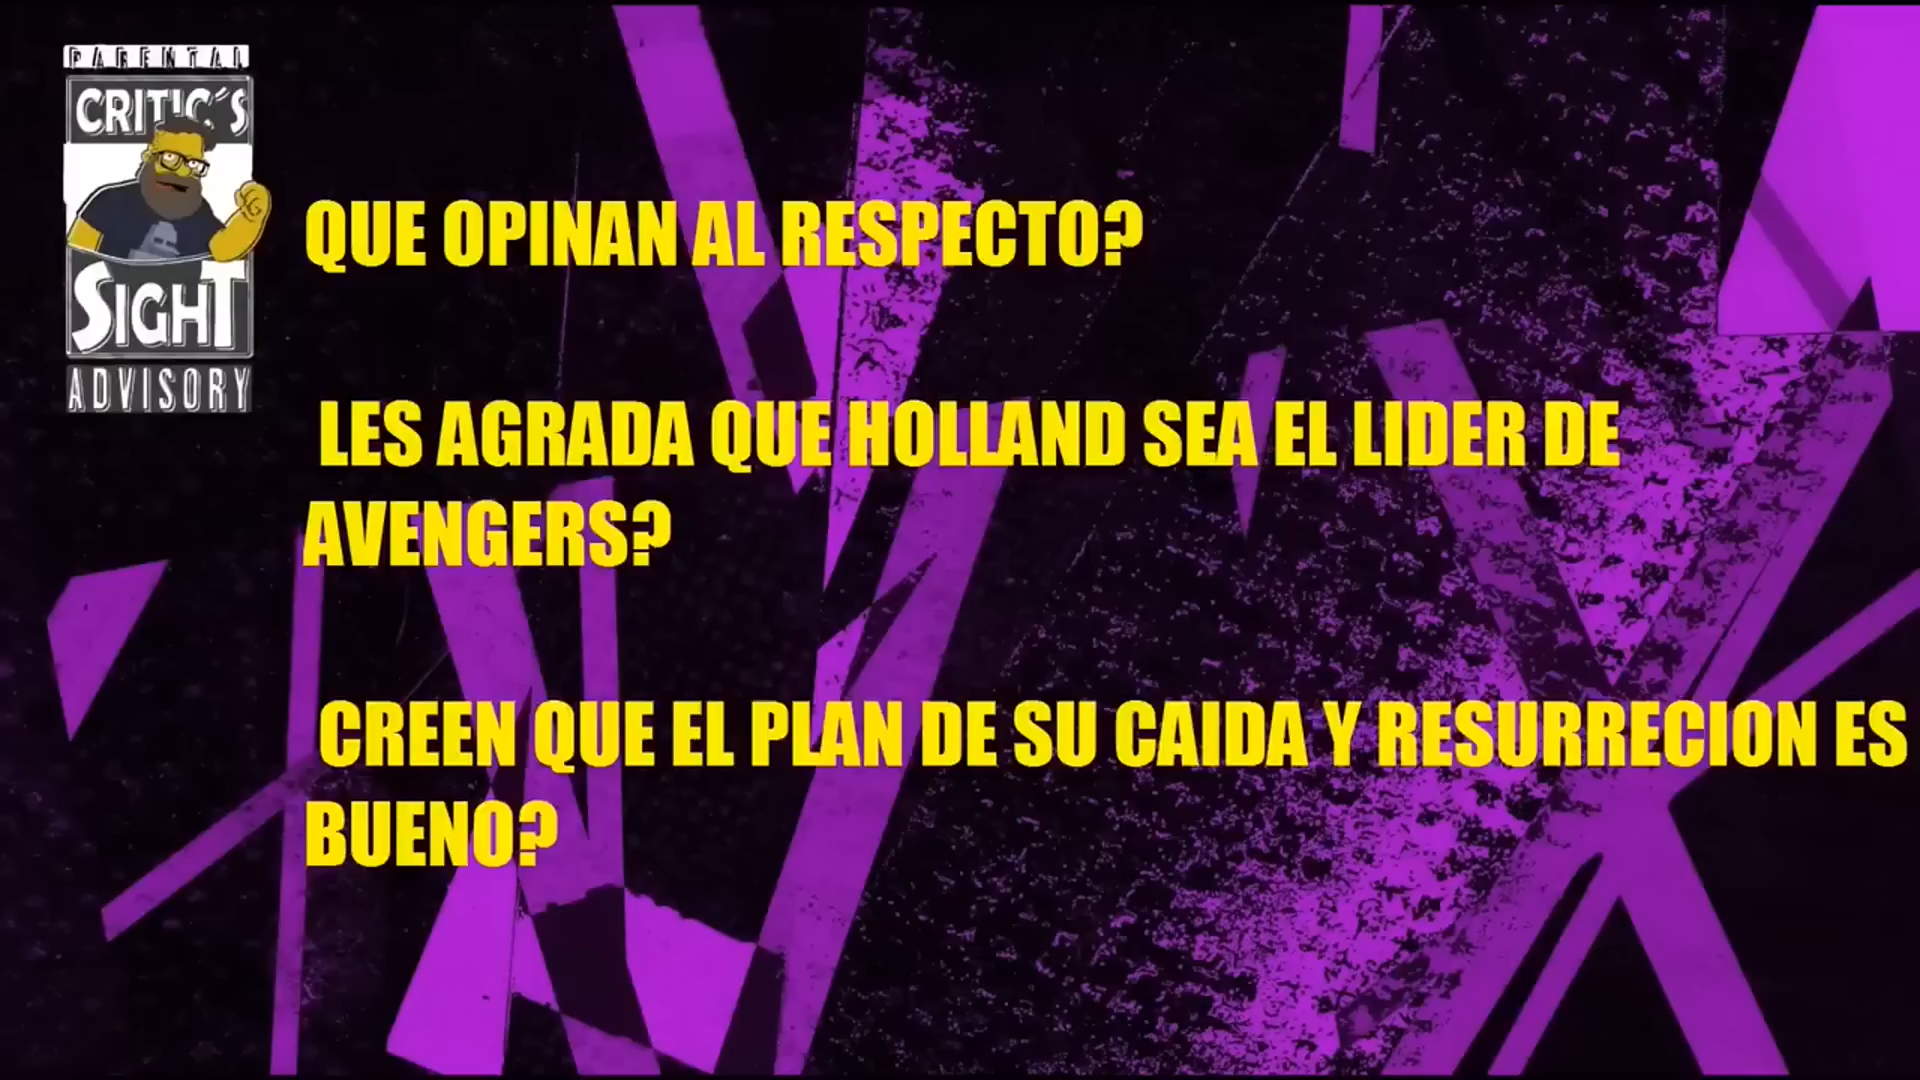 PARENTAL
CRITIC´S
SIGHT
ADVISORY
QUE OPINAN AL RESPECTO?
LES AGRADA QUE HOLLAND SEA EL LIDER DE
AVENGERS?
CREEN QUE EL PLAN DE SU CAIDA Y RESURRECION ES
BUENO?